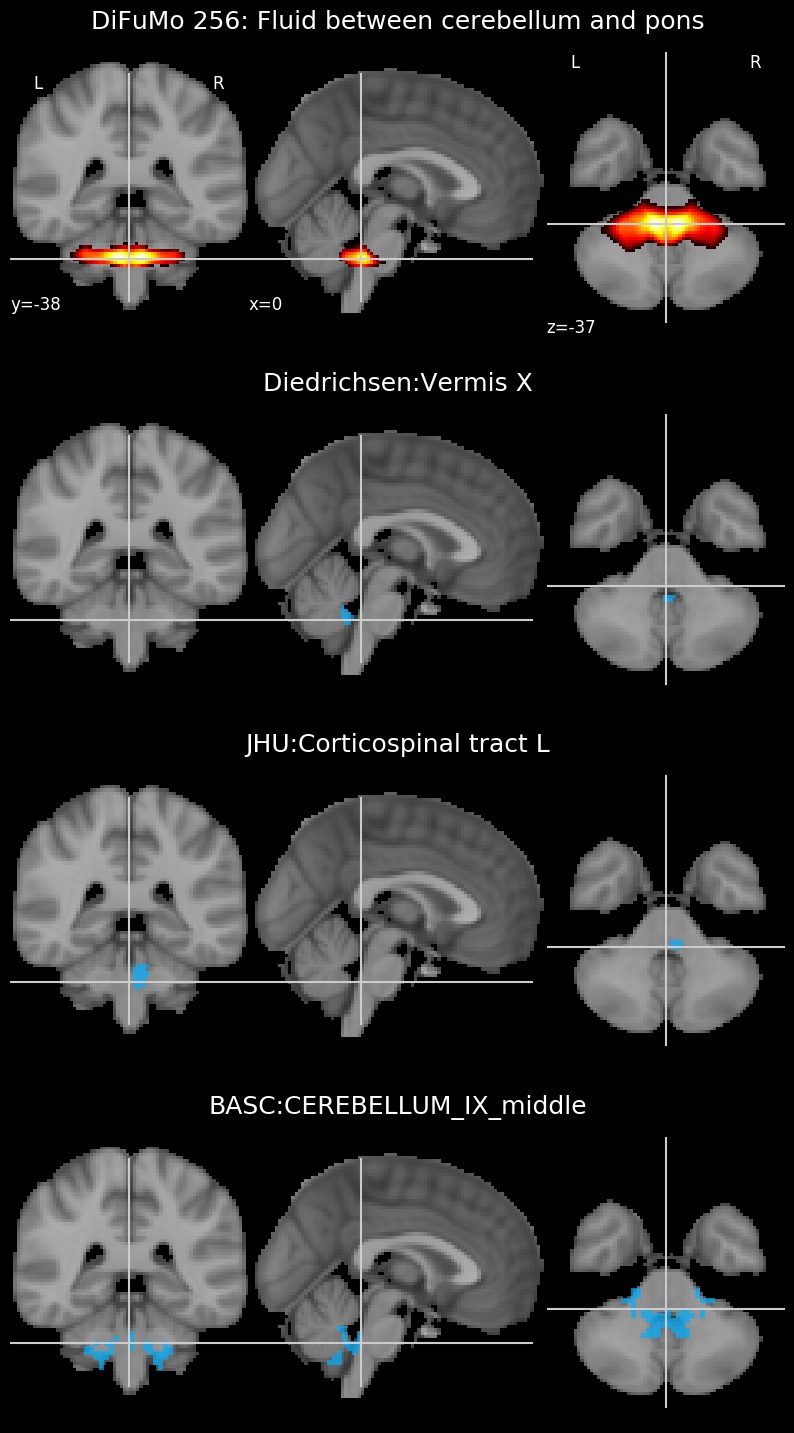 DiFuMo 256: Fluid between cerebellum and pons
L R L R
y=-38 x=0 z=-37
Diedrichsen:Vermis X
JHU:Corticospinal tract L
BASC:CEREBELLUM_IX_middle